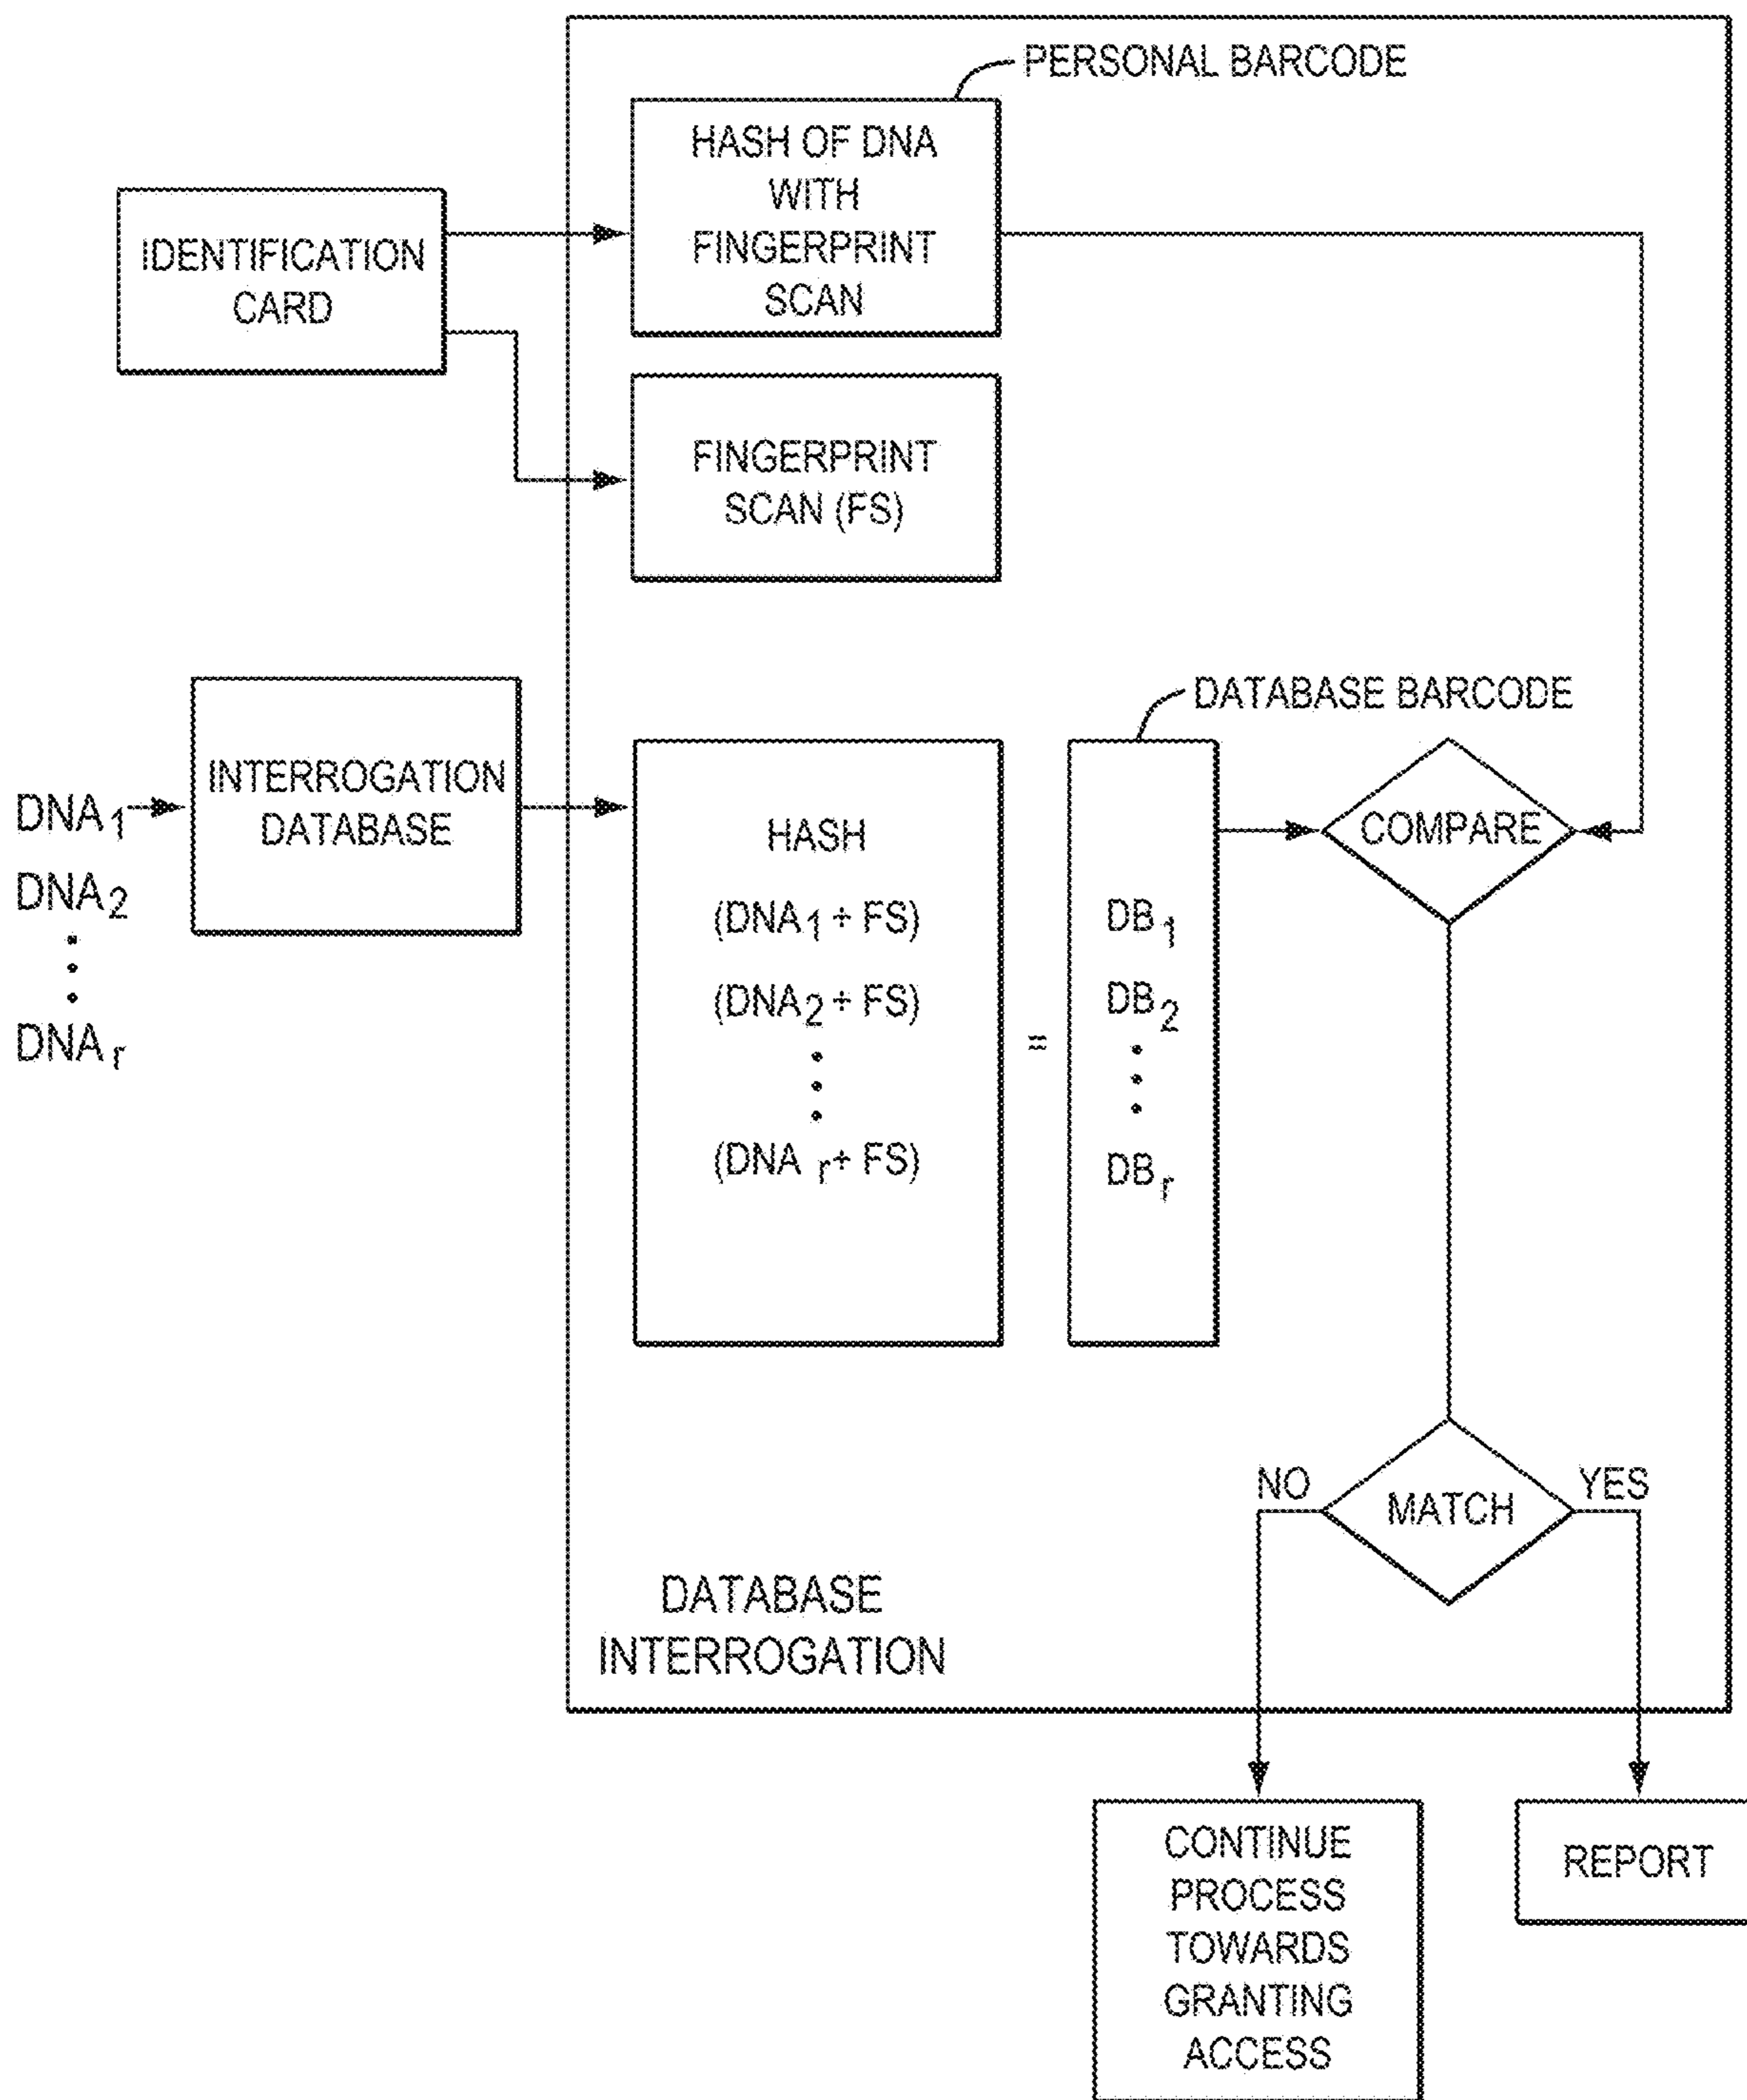 PERSONAL BARCODE
HASH OF DNA
WITH
FINGERPRINT
SCAN
IDENTIFICATION
CARD
FINGERPRINT
SCAN (FS)
DATABASE BARCODE
INTERROGATION
DATABASE
DNA₁
DNA₂
DNAᵣ
HASH
(DNA₁ + FS)
(DNA₂ + FS)
(DNA ᵣ+ FS)
=
DB₁
DB₂
DBᵣ
COMPARE
NO
YES
MATCH
DATABASE
INTERROGATION
CONTINUE
PROCESS
TOWARDS
GRANTING
ACCESS
REPORT